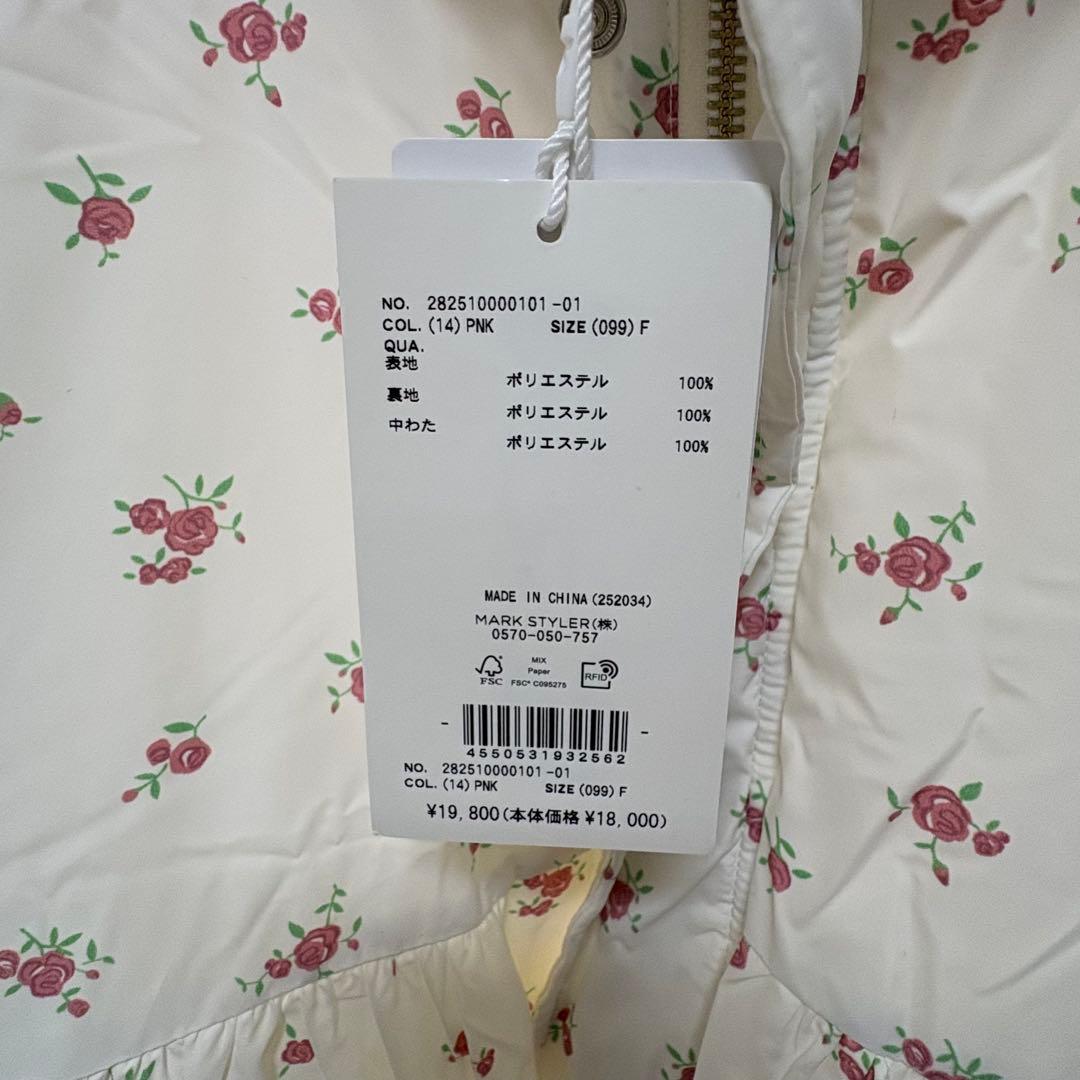 NO. 282510000101-01
COL. (14) PNK SIZE (099) F
QUA.
表地
ポリエステル 100%
裏地
ポリエステル 100%
中わた
ポリエステル 100%
MADE IN CHINA (252034)
MARK STYLER(株)
0570-050-757
FSC
MIX
Paper
FSC® C095275
RFID
4550531932562
NO. 282510000101-01
COL. (14) PNK SIZE (099) F
¥19,800(本体価格 ¥18,000)